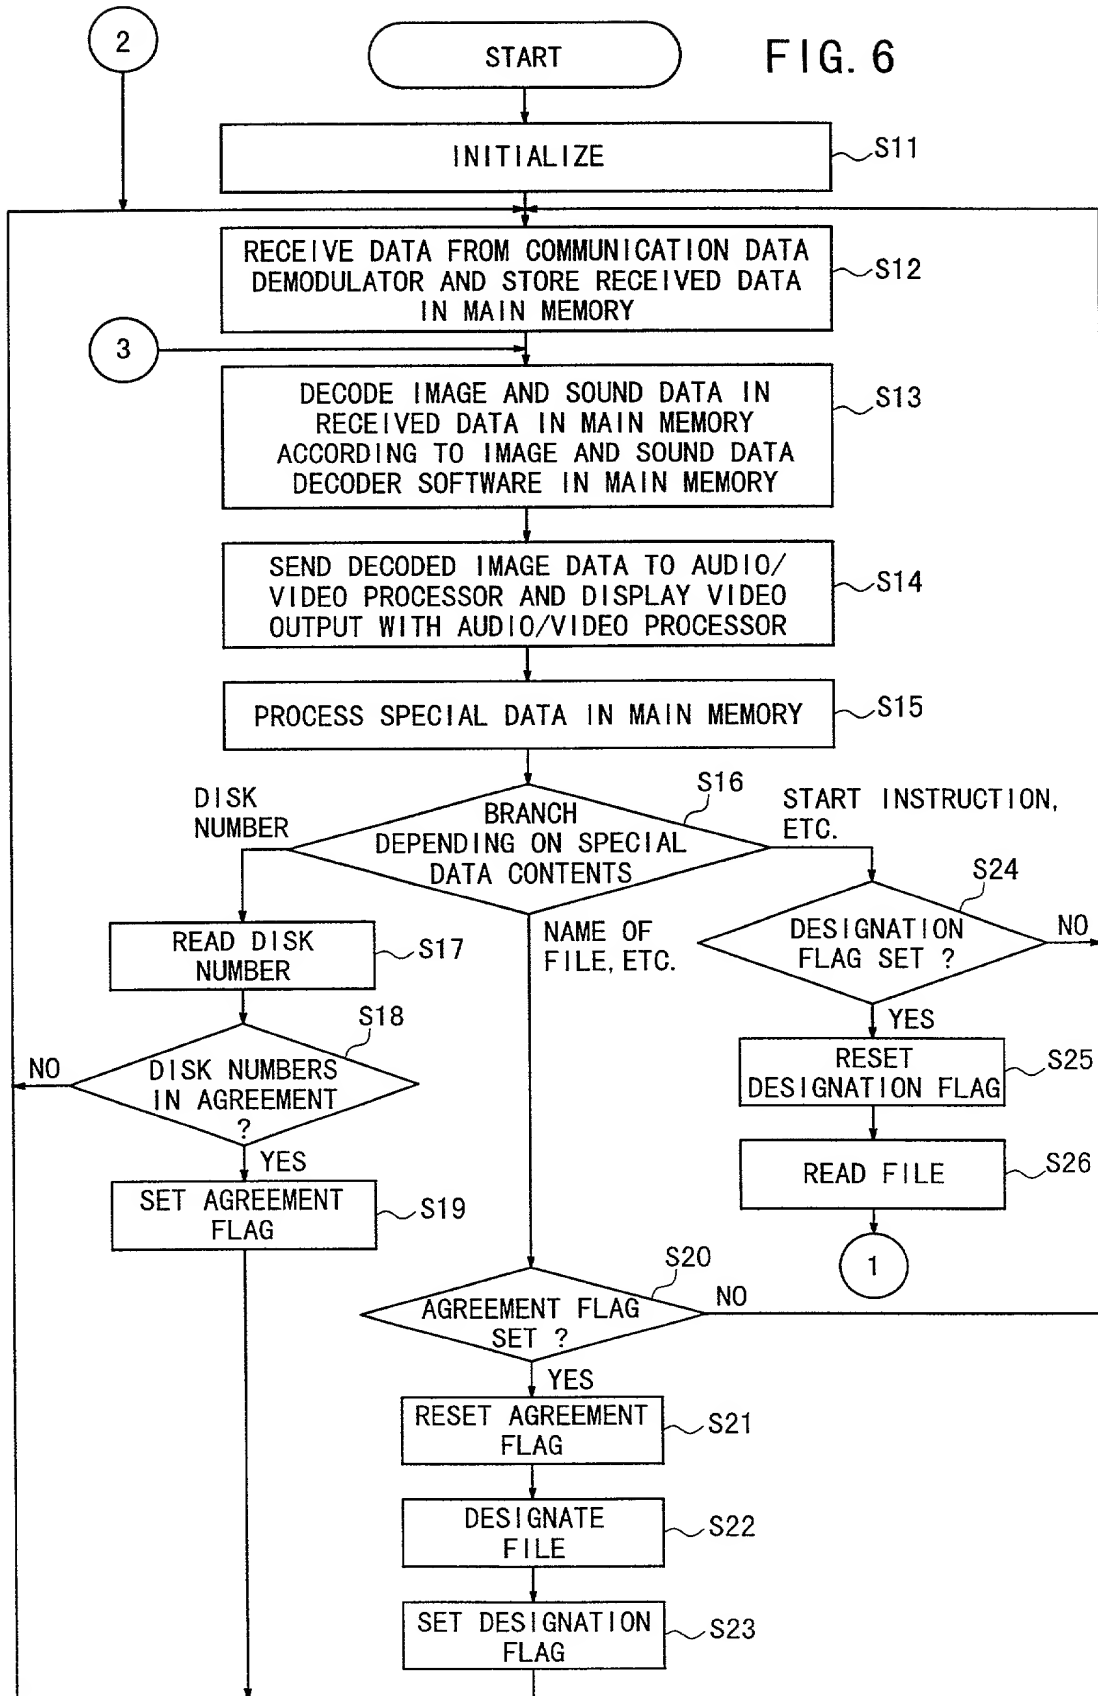 2
START
FIG. 6
INITIALIZE
S11
RECEIVE DATA FROM COMMUNICATION DATA
DEMODULATOR AND STORE RECEIVED DATA
IN MAIN MEMORY
S12
3
DECODE IMAGE AND SOUND DATA IN
RECEIVED DATA IN MAIN MEMORY
ACCORDING TO IMAGE AND SOUND DATA
DECODER SOFTWARE IN MAIN MEMORY
S13
SEND DECODED IMAGE DATA TO AUDIO/
VIDEO PROCESSOR AND DISPLAY VIDEO
OUTPUT WITH AUDIO/VIDEO PROCESSOR
S14
PROCESS SPECIAL DATA IN MAIN MEMORY
S15
BRANCH
DEPENDING ON SPECIAL
DATA CONTENTS
S16
DISK
NUMBER
START INSTRUCTION,
ETC.
NAME OF
FILE, ETC.
READ DISK
NUMBER
S17
DISK NUMBERS
IN AGREEMENT
?
S18
NO
YES
SET AGREEMENT
FLAG
S19
DESIGNATION
FLAG SET ?
S24
NO
YES
RESET
DESIGNATION FLAG
S25
READ FILE
S26
1
AGREEMENT FLAG
SET ?
S20
NO
YES
RESET AGREEMENT
FLAG
S21
DESIGNATE
FILE
S22
SET DESIGNATION
FLAG
S23